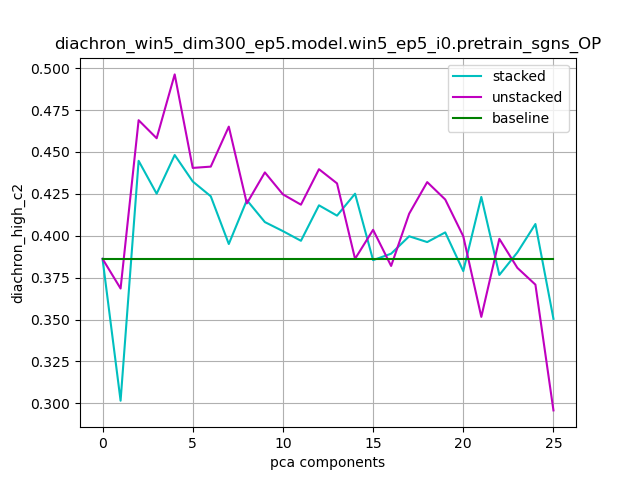 diachron_win5_dim300_ep5.model.win5_ep5_i0.pretrain_sgns_OP
stacked
unstacked
baseline
diachron_high_c2
0.500
0.475
0.450
0.425
0.400
0.375
0.350
0.325
0.300
0
5
10
15
20
25
pca components